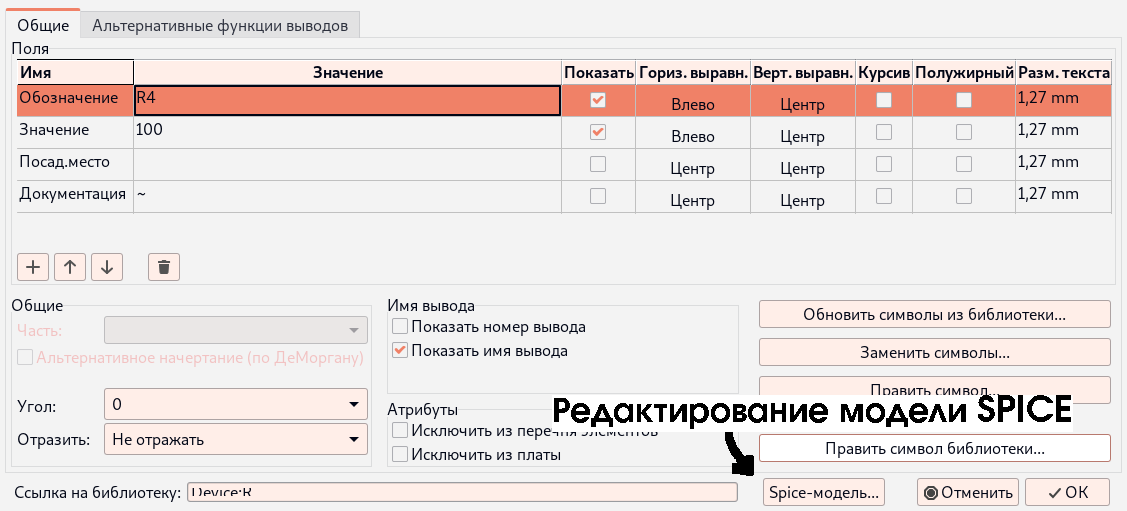 Общие Альтернативные функции выводов
Поля
Имя Значение Показать Гориз. выравн. Верт. выравн. Курсив Полужирный Разм. текста
Обозначение R4 Влево Центр 1,27 mm
Значение 100 Влево Центр 1,27 mm
Посад.место Центр Центр 1,27 mm
Документация ~ Центр Центр 1,27 mm
Общие
Часть:
Альтернативное начертание (по ДеМоргану)
Угол: 0
Отразить: Не отражать
Имя вывода
Показать номер вывода
Показать имя вывода
Атрибуты
Исключить из перечня элементов
Исключить из платы
Обновить символы из библиотеки...
Заменить символы...
Править символ...
Редактирование модели SPICE
Править символ библиотеки...
Ссылка на библиотеку: Device:R Spice-модель... Отменить OK